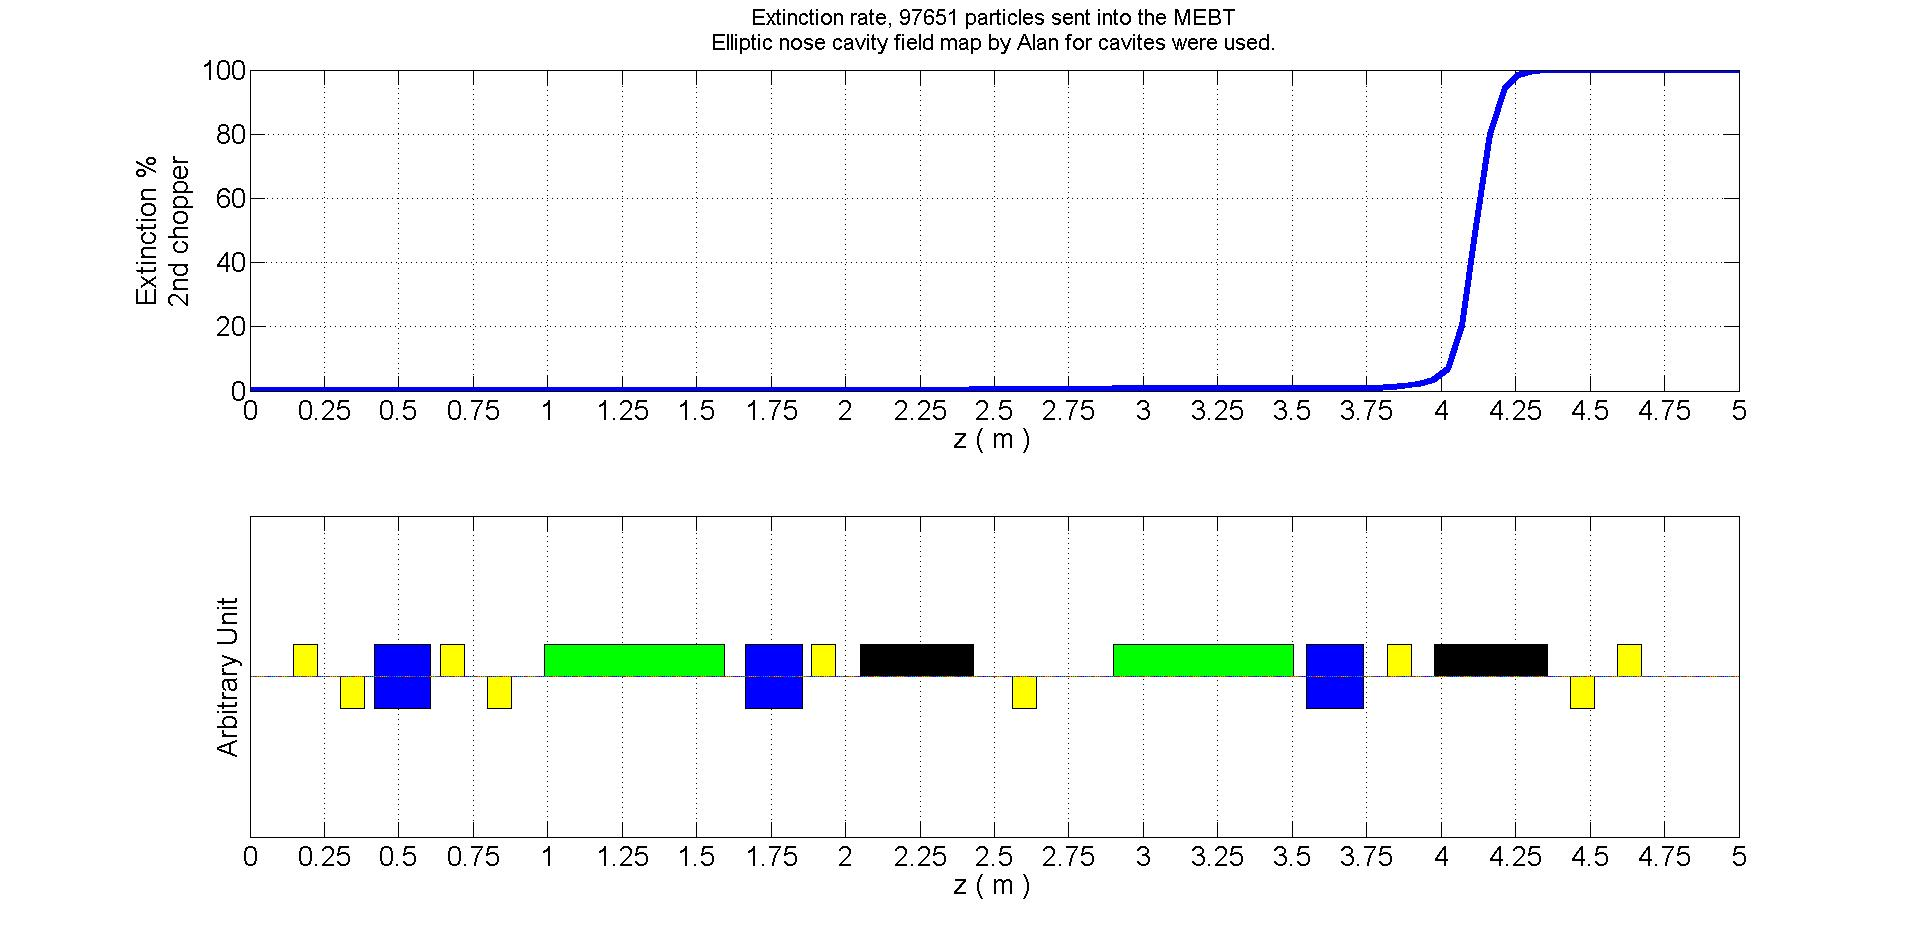 Extinction rate, 97651 particles sent into the MEBT
Elliptic nose cavity field map by Alan for cavites were used.
Extinction %
2nd chopper
100
80
60
40
20
0
0 0.25 0.5 0.75 1 1.25 1.5 1.75 2 2.25 2.5 2.75 3 3.25 3.5 3.75 4 4.25 4.5 4.75 5
z ( m )
Arbitrary Unit
0 0.25 0.5 0.75 1 1.25 1.5 1.75 2 2.25 2.5 2.75 3 3.25 3.5 3.75 4 4.25 4.5 4.75 5
z ( m )